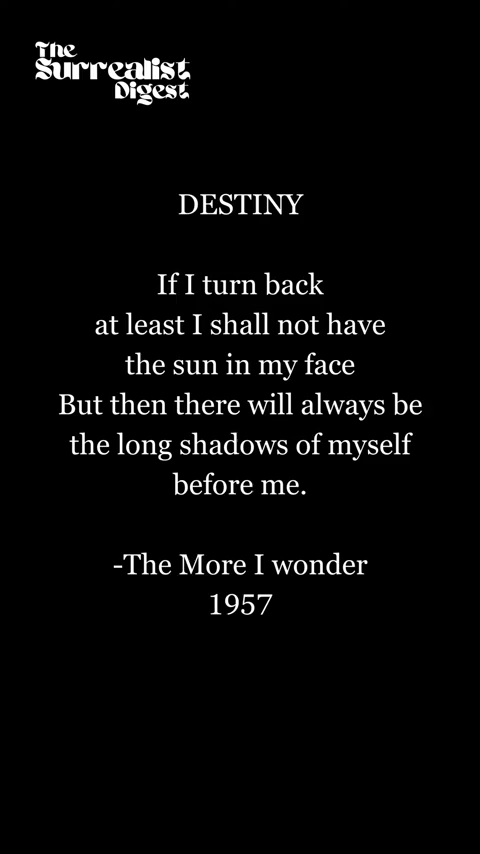 The
Surrealist
Digest
DESTINY
If I turn back
at least I shall not have
the sun in my face
But then there will always be
the long shadows of myself
before me.
-The More I wonder
1957